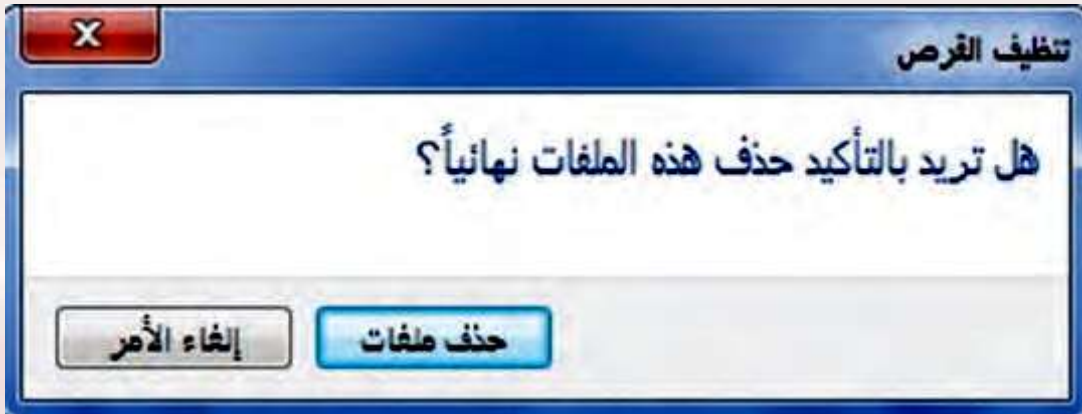 تنظيف القرص
هل تريد بالتأكيد حذف هذه الملفات نهائياً؟
حذف ملفات
إلغاء الأمر